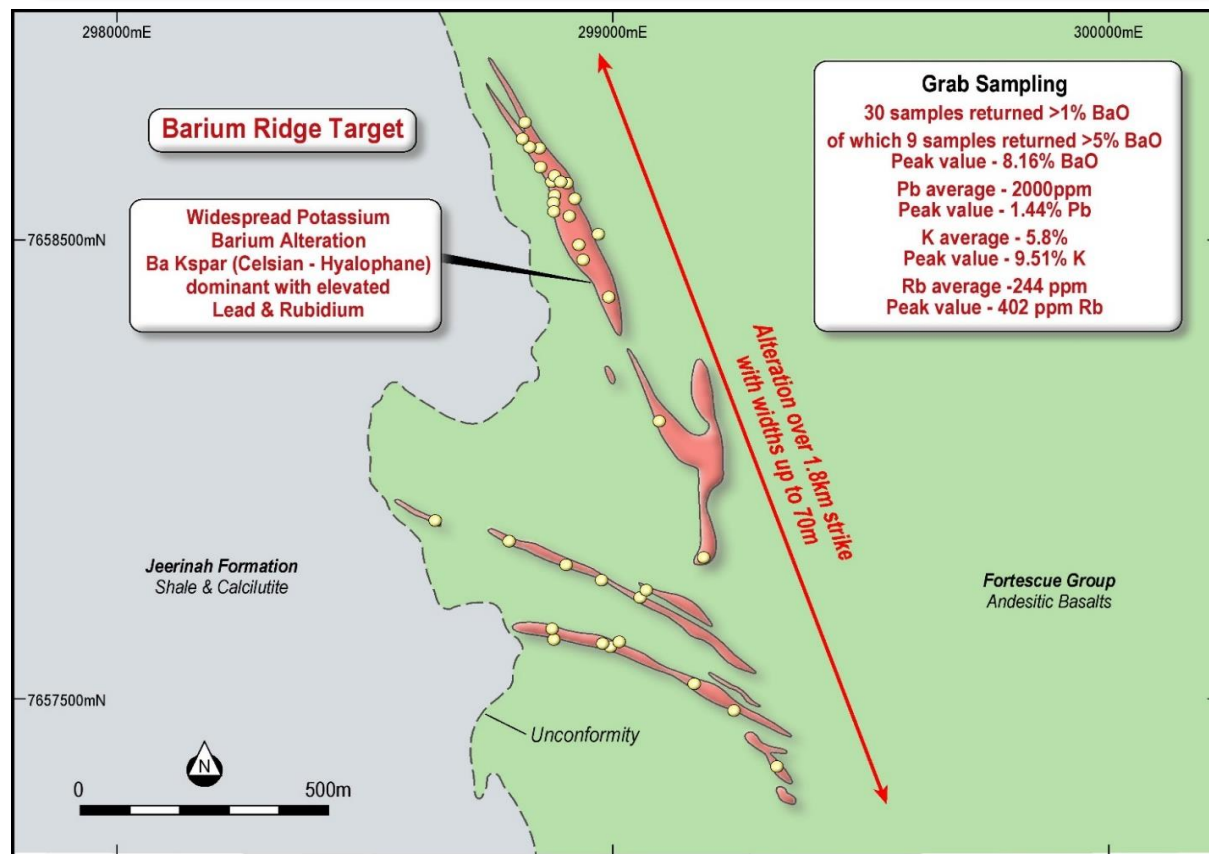 298000mE
299000mE
300000mE
Barium Ridge Target
Grab Sampling
30 samples returned >1% BaO
of which 9 samples returned >5% BaO
Peak value - 8.16% BaO
Pb average - 2000ppm
Peak value - 1.44% Pb
K average - 5.8%
Peak value - 9.51% K
Rb average -244 ppm
Peak value - 402 ppm Rb
Widespread Potassium
Barium Alteration
Ba Kspar (Celsian - Hyalophane)
dominant with elevated
Lead & Rubidium
7658500mN
Alteration over 1.8km strike
with widths up to 70m
Jeerinah Formation
Shale & Calcilutite
Fortescue Group
Andesitic Basalts
7657500mN
Unconformity
N
0
500m